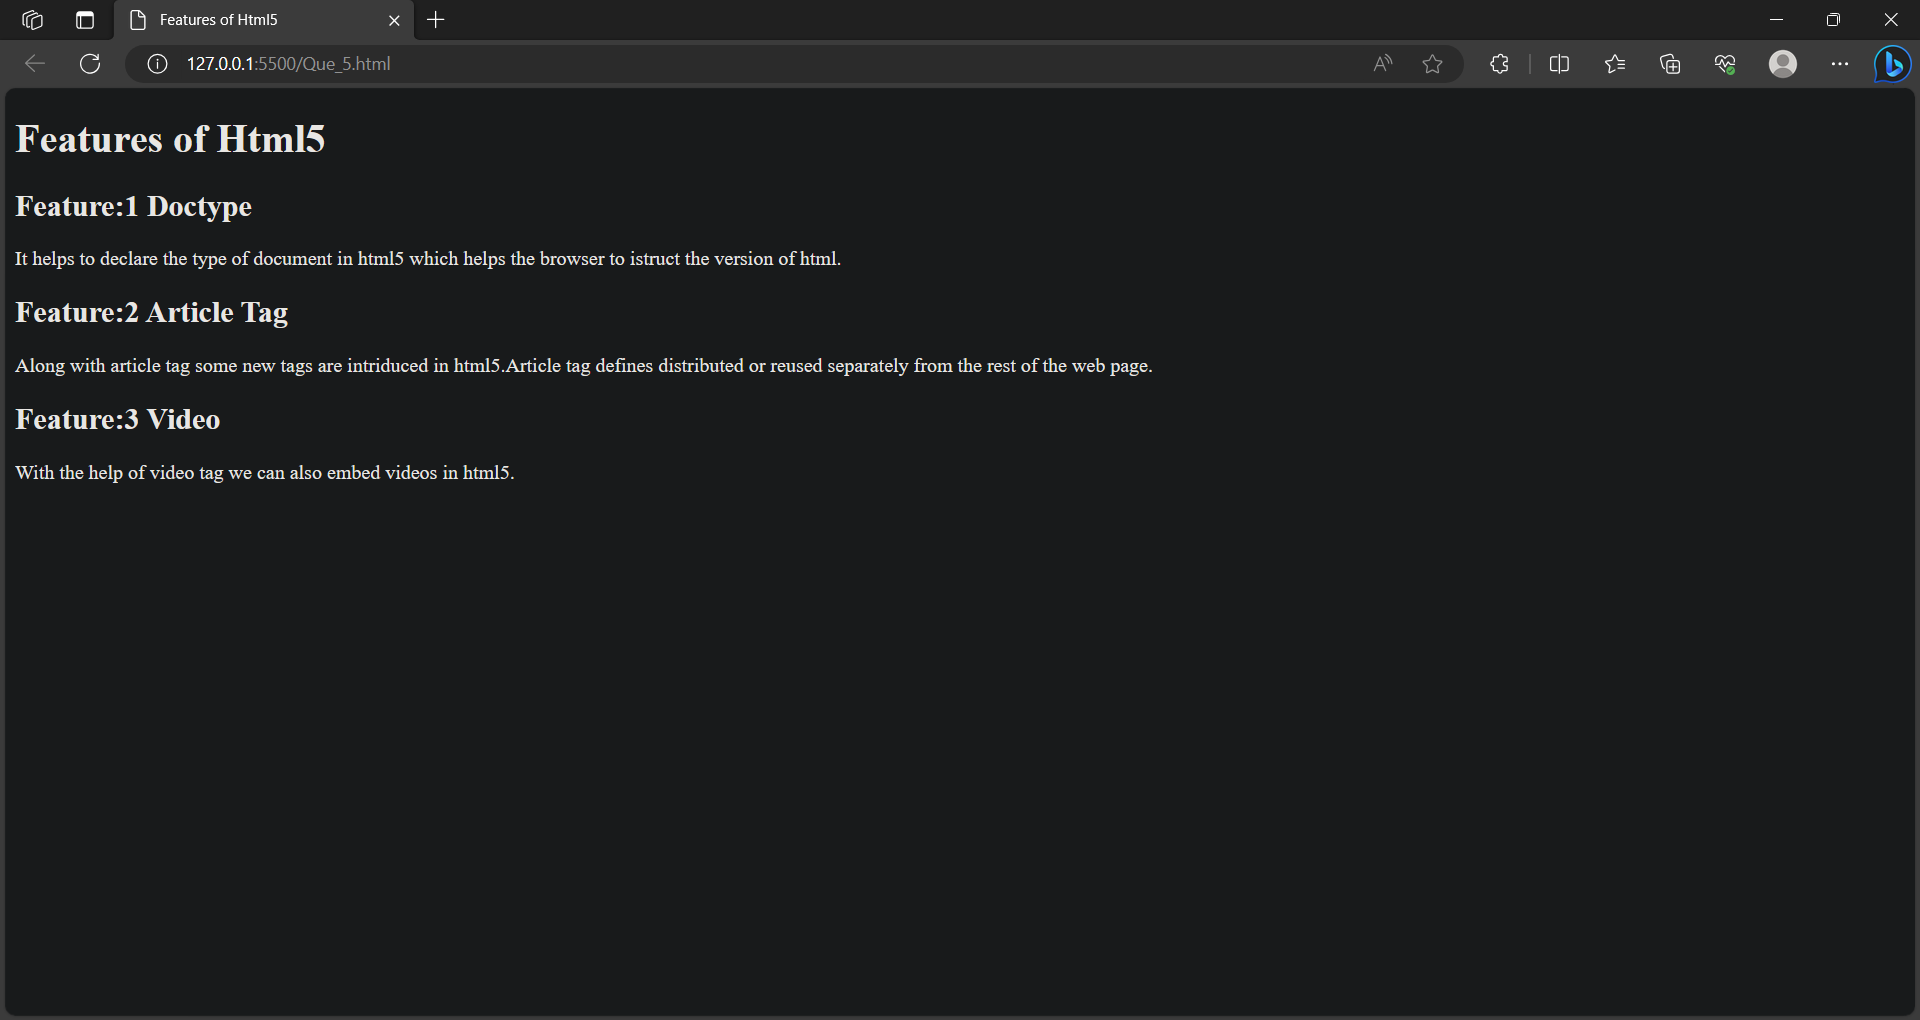 Features of Html5
127.0.0.1:5500/Que_5.html
Features of Html5
Feature:1 Doctype
It helps to declare the type of document in html5 which helps the browser to istruct the version of html.
Feature:2 Article Tag
Along with article tag some new tags are intriduced in html5.Article tag defines distributed or reused separately from the rest of the web page.
Feature:3 Video
With the help of video tag we can also embed videos in html5.